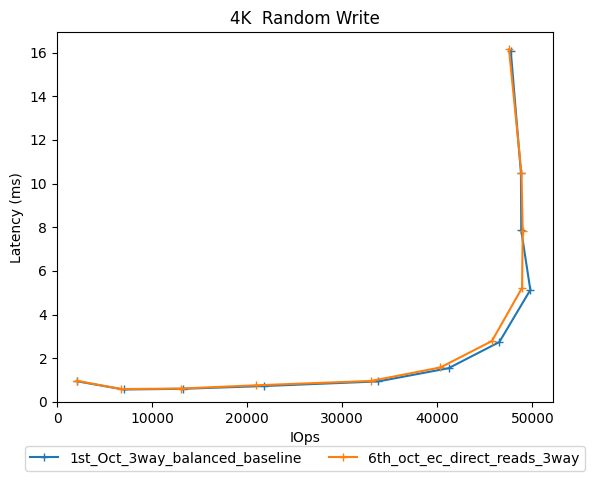 4K  Random Write
Latency (ms)
16
14
12
10
8
6
4
2
0
0 10000 20000 30000 40000 50000
IOps
1st_Oct_3way_balanced_baseline 6th_oct_ec_direct_reads_3way